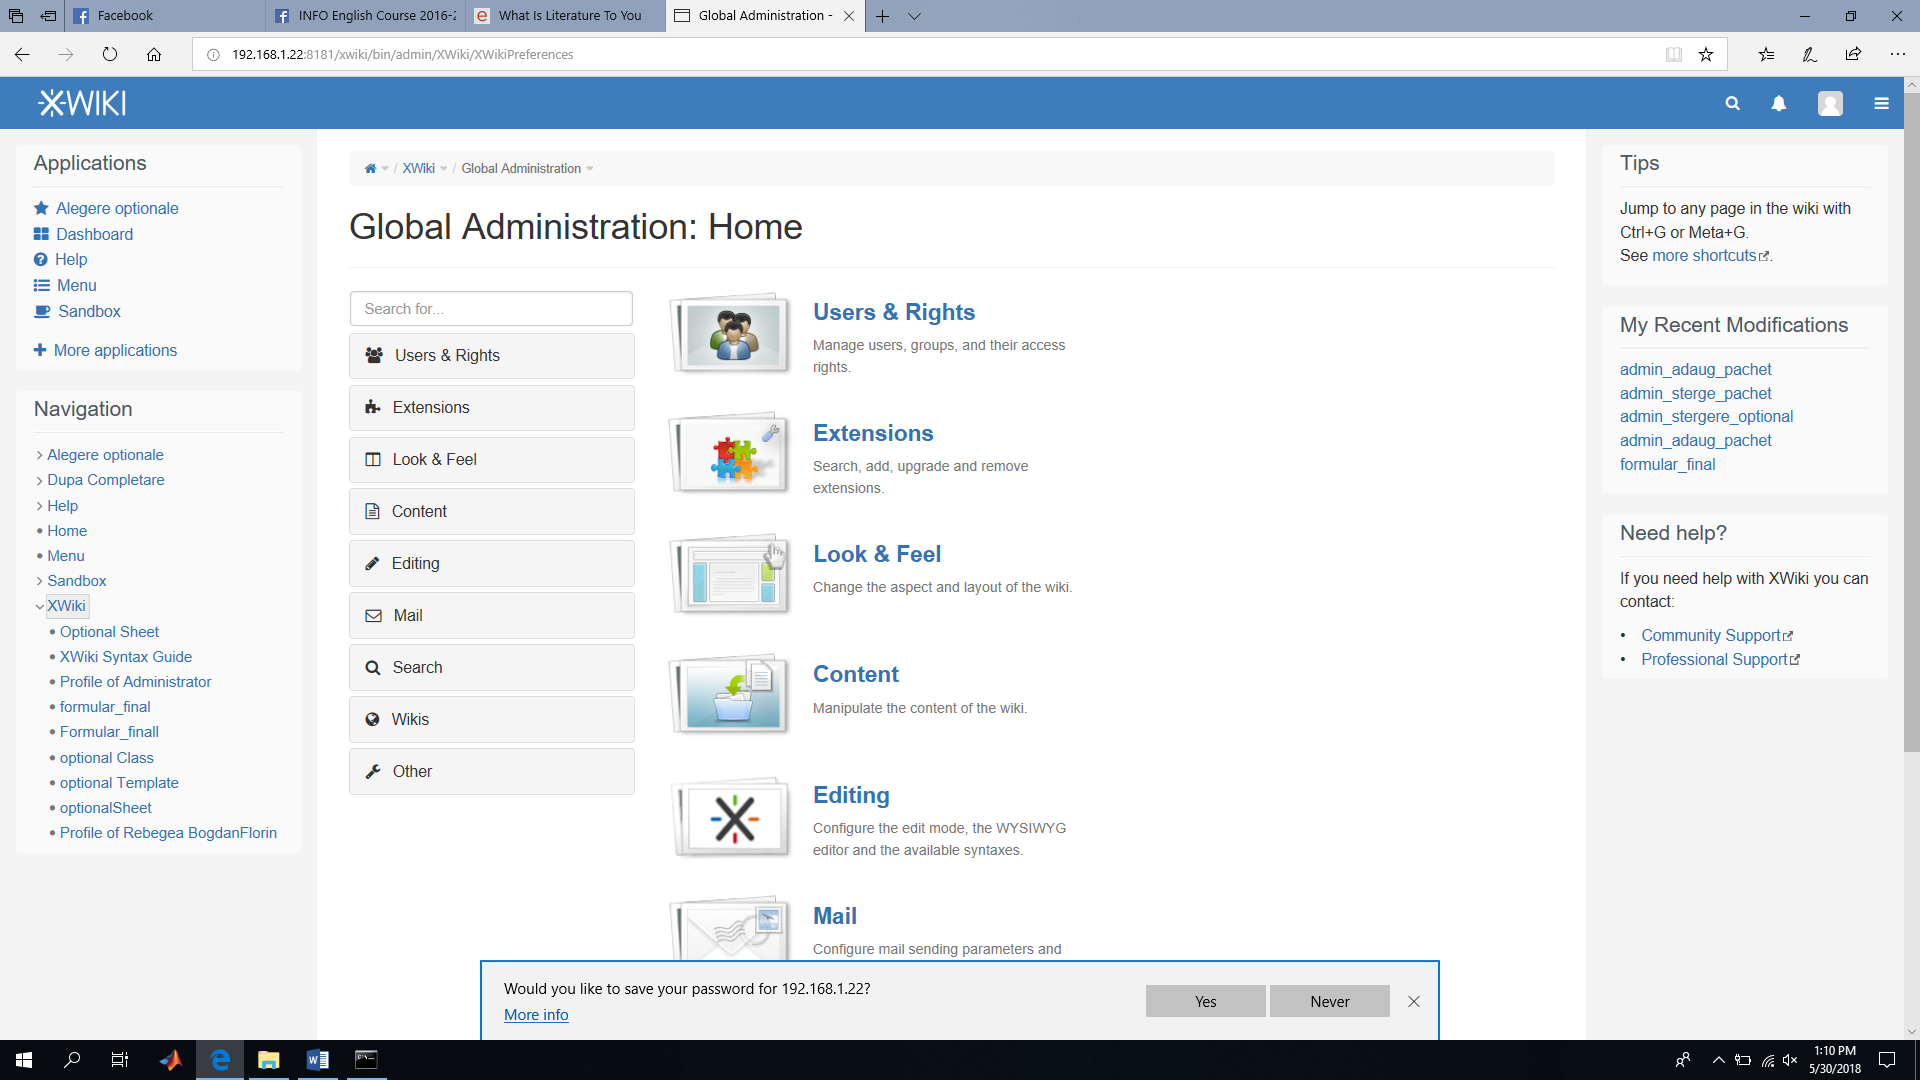 Facebook
INFO English Course 2016-2
What Is Literature To You
Global Administration -
192.168.1.22:8181/xwiki/bin/admin/XWiki/XWikiPreferences
XWIKI
Applications
Alegere optionale
Dashboard
Help
Menu
Sandbox
More applications
Navigation
Alegere optionale
Dupa Completare
Help
Home
Menu
Sandbox
XWiki
Optional Sheet
XWiki Syntax Guide
Profile of Administrator
formular_final
Formular_finall
optional Class
optional Template
optionalSheet
Profile of Rebegea BogdanFlorin
/ XWiki / Global Administration
Global Administration: Home
Search for...
Users & Rights
Extensions
Look & Feel
Content
Editing
Mail
Search
Wikis
Other
Users & Rights
Manage users, groups, and their access
rights.
Extensions
Search, add, upgrade and remove
extensions.
Look & Feel
Change the aspect and layout of the wiki.
Content
Manipulate the content of the wiki.
Editing
Configure the edit mode, the WYSIWYG
editor and the available syntaxes.
Mail
Configure mail sending parameters and
Tips
Jump to any page in the wiki with
Ctrl+G or Meta+G.
See more shortcuts.
My Recent Modifications
admin_adaug_pachet
admin_sterge_pachet
admin_stergere_optional
admin_adaug_pachet
formular_final
Need help?
If you need help with XWiki you can
contact:
• Community Support
• Professional Support
Would you like to save your password for 192.168.1.22?
More info
Yes
Never
1:10 PM
5/30/2018